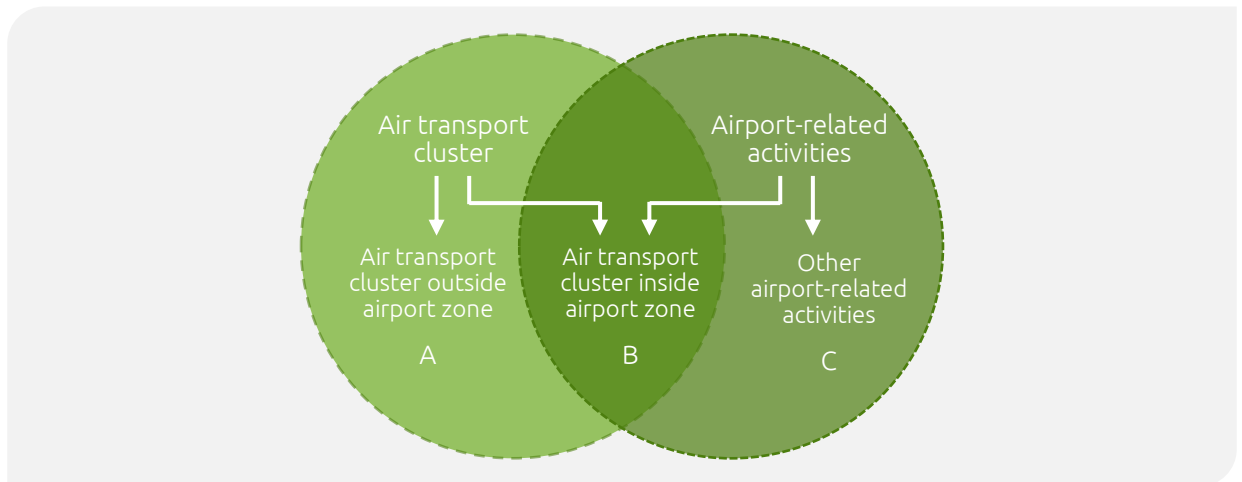 Air transport
cluster
Airport-related
activities
Air transport
cluster outside
airport zone
A
Air transport
cluster inside
airport zone
B
Other
airport-related
activities
C